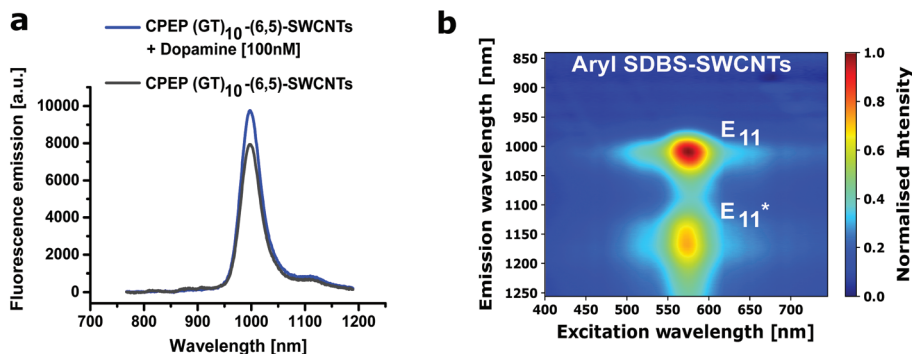 a
CPEP (GT)10-(6,5)-SWCNTs
+ Dopamine [100nM]
CPEP (GT)10-(6,5)-SWCNTs
Fluorescence emission [a.u.]
10000
8000
6000
4000
2000
0
700 800 900 1000 1100 1200
Wavelength [nm]
b
Aryl SDBS-SWCNTs
E11
E11*
Emission wavelength [nm]
850
900
950
1000
1050
1100
1150
1200
1250
400 450 500 550 600 650 700
Excitation wavelength [nm]
1.0
0.8
0.6
0.4
0.2
0.0
Normalised Intensity